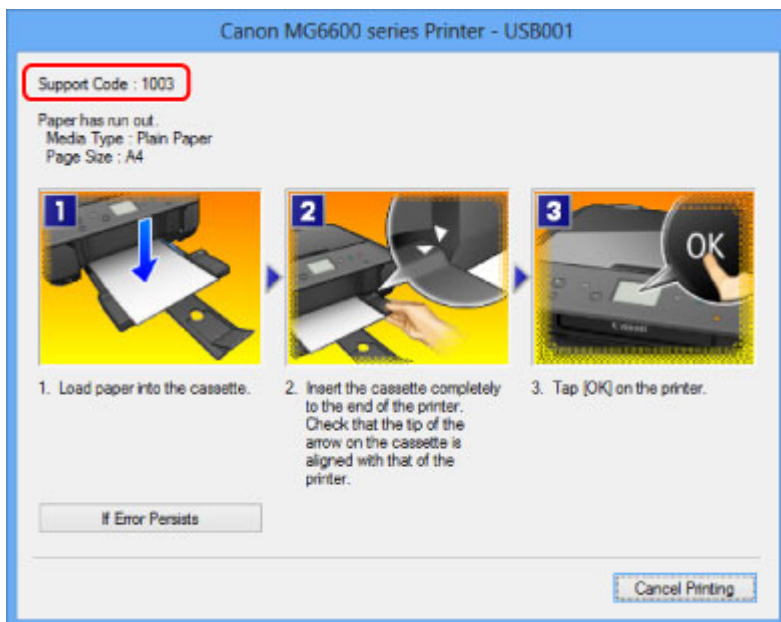 Canon MG6600 series Printer - USB001
Support Code : 1003
Paper has run out.
Media Type : Plain Paper
Page Size : A4
1
2
3
OK
Canon
1. Load paper into the cassette.
2. Insert the cassette completely
to the end of the printer.
Check that the tip of the
arrow on the cassette is
aligned with that of the
printer.
3. Tap [OK] on the printer.
If Error Persists
Cancel Printing